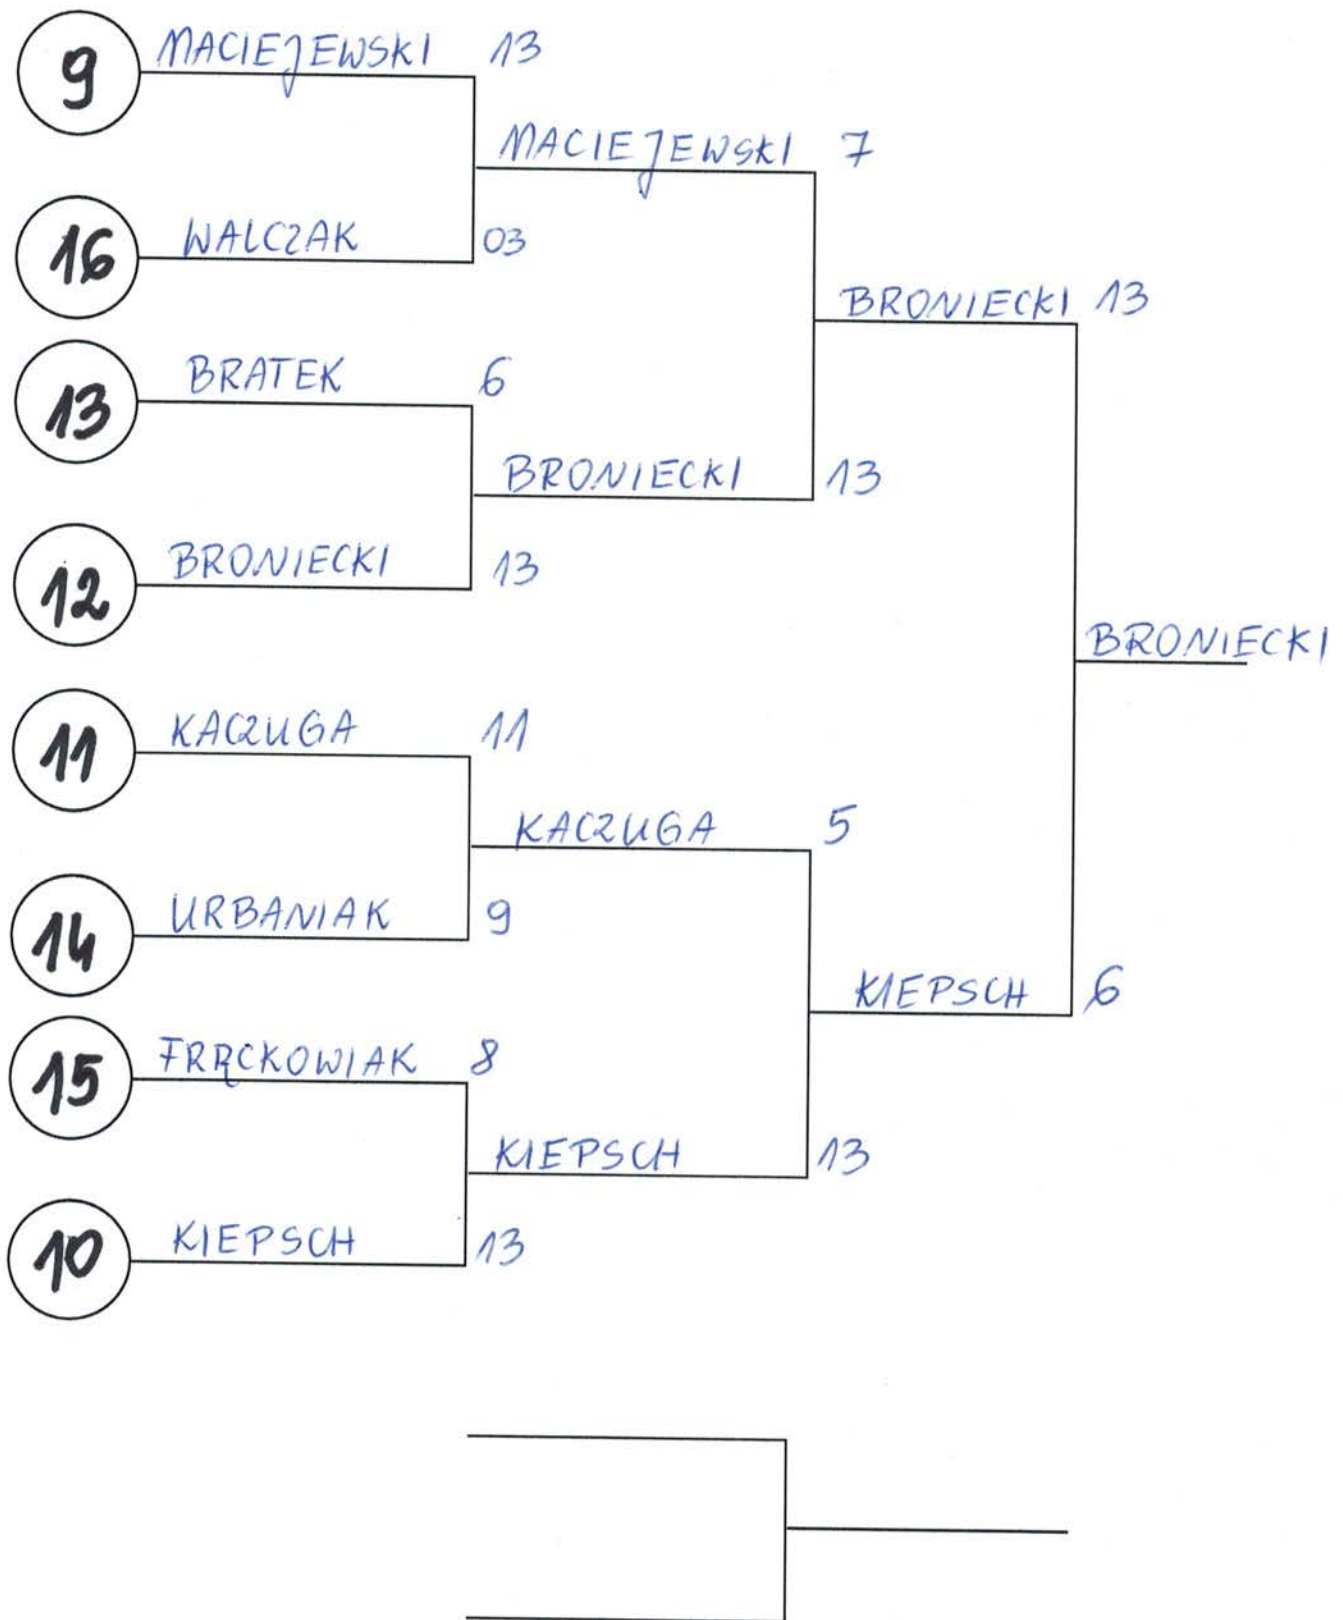 9 MACIEJEWSKI 13
MACIEJEWSKI 7
16 WALCZAK 03
BRONIECKI 13
13 BRATEK 6
BRONIECKI 13
12 BRONIECKI 13
BRONIECKI
11 KACZUGA 11
KACZUGA 5
14 URBANIAK 9
KIEPSCH 6
15 FRĄCKOWIAK 8
KIEPSCH 13
10 KIEPSCH 13